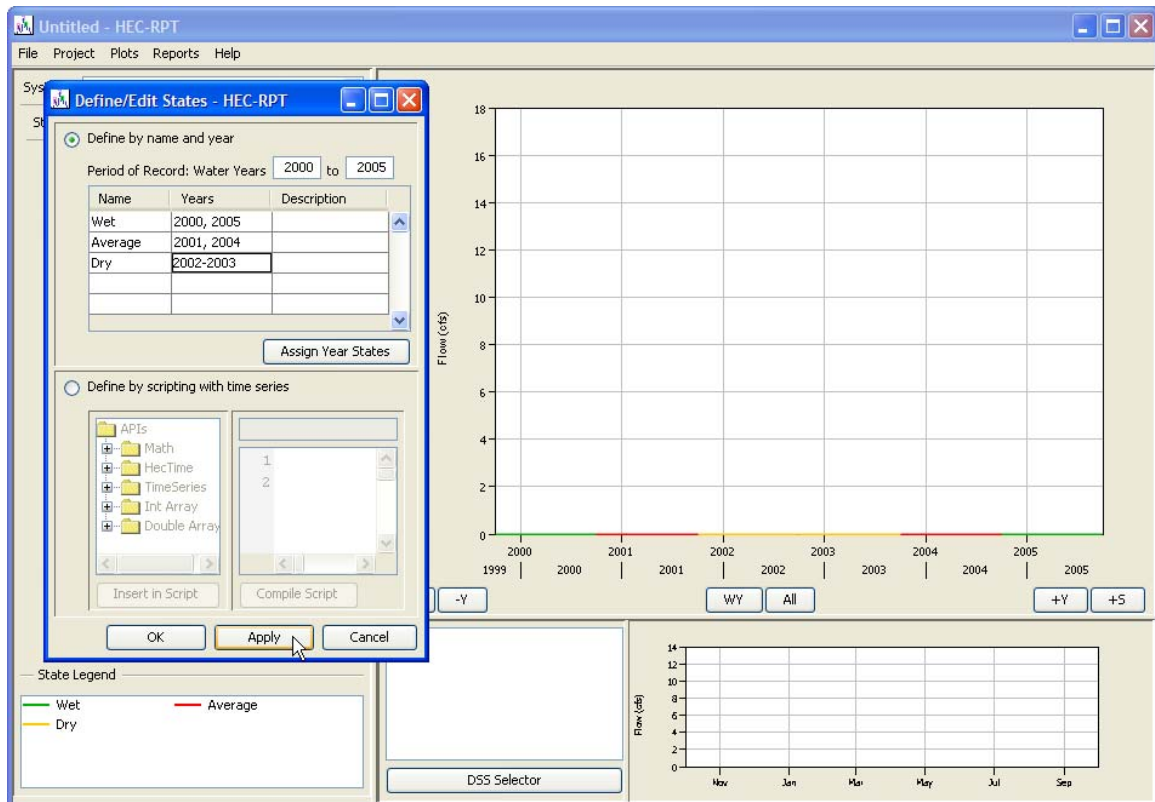 Untitled - HEC-RPT
File Project Plots Reports Help
Sys
St
Define/Edit States - HEC-RPT
Define by name and year
Period of Record: Water Years 2000 to 2005
Name Years Description
Wet 2000, 2005
Average 2001, 2004
Dry 2002-2003
Assign Year States
Define by scripting with time series
APIs
Math
HecTime
TimeSeries
Int Array
Double Array
1
2
Insert in Script
Compile Script
OK Apply Cancel
State Legend
Wet Average
Dry
Flow (cfs)
18
16
14
12
10
8
6
4
2
0
2000 2001 2002 2003 2004 2005
1999 | 2000 | 2001 | 2002 | 2003 | 2004 | 2005
-Y WY All +Y +S
DSS Selector
Flow (cfs)
14
12
10
8
6
4
2
0
Nov Jan Mar May Jul Sep